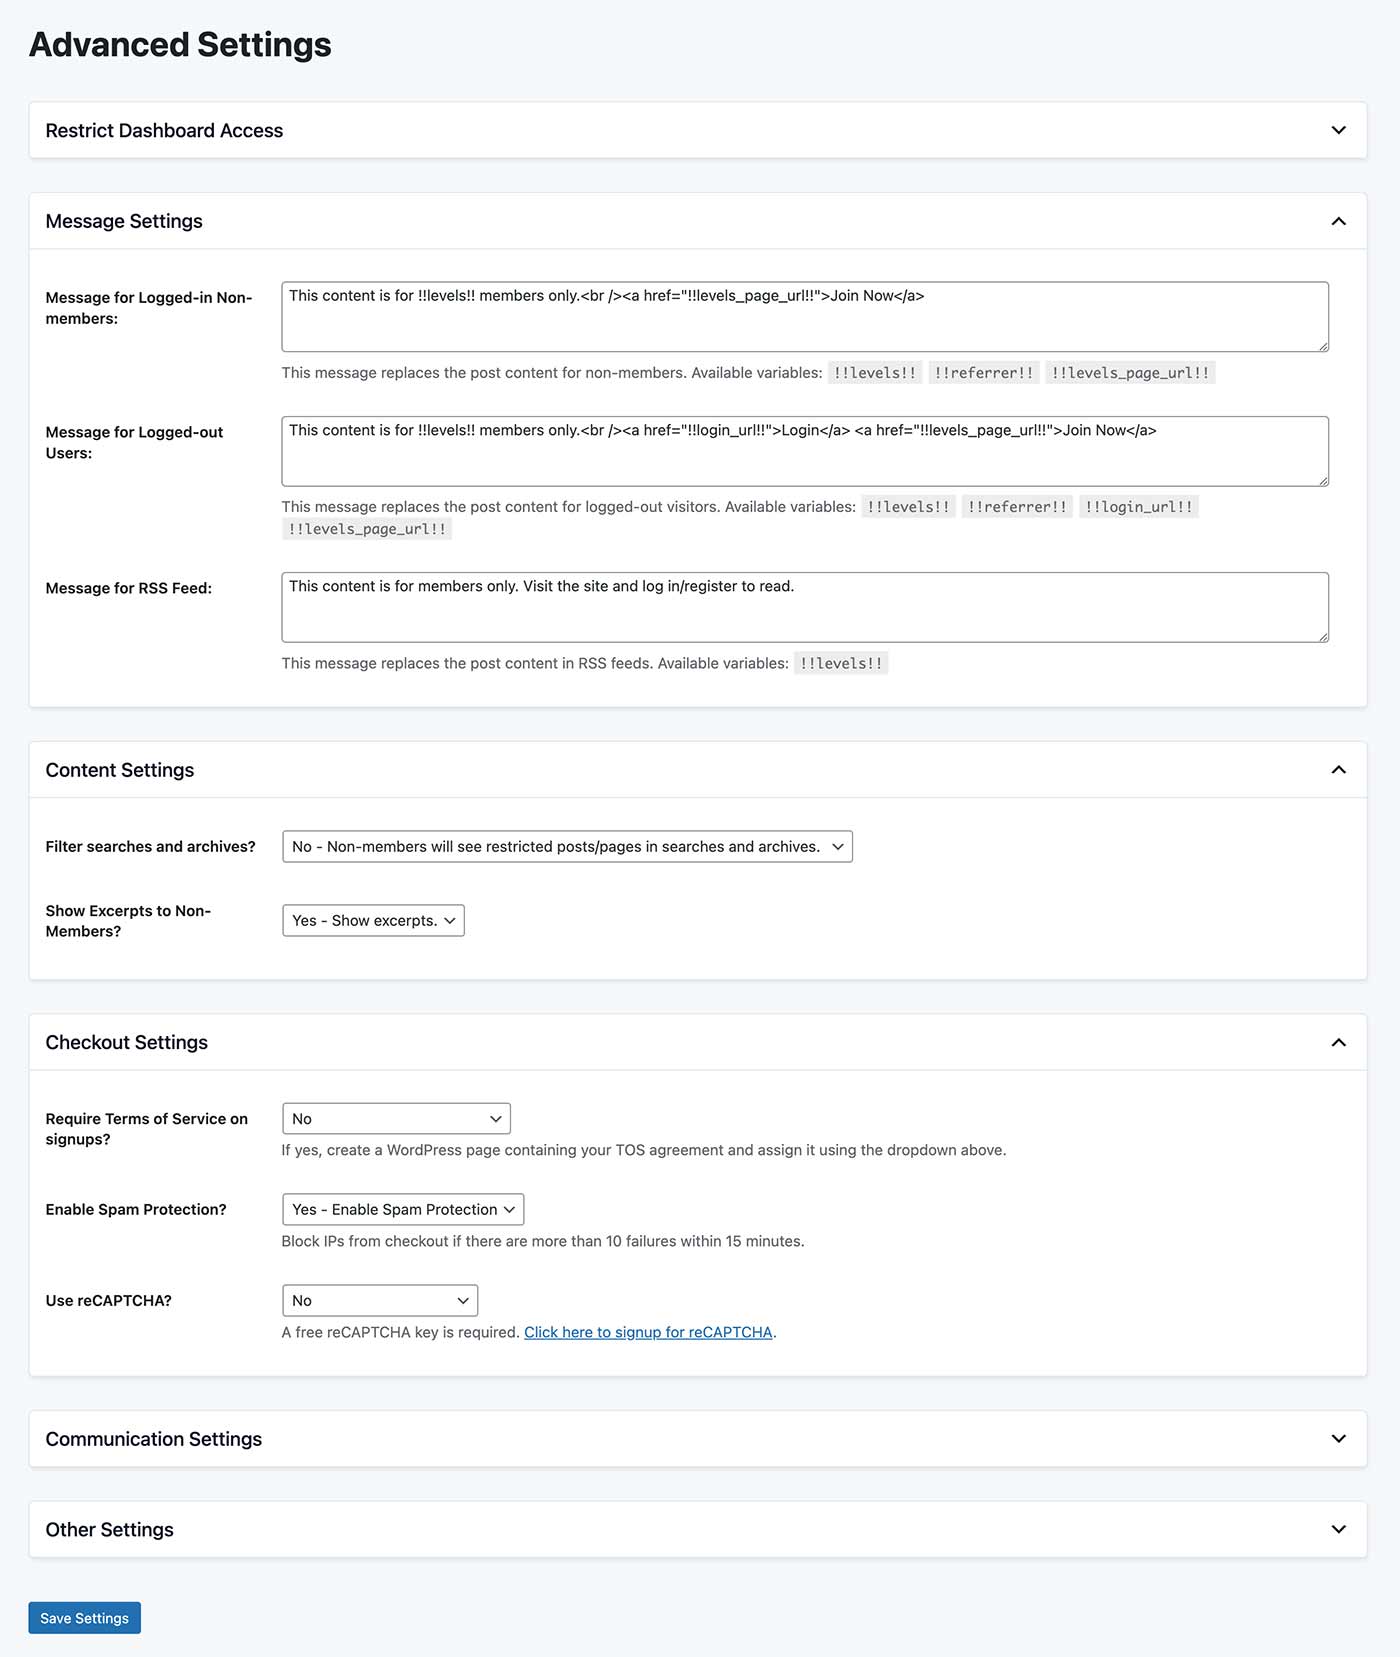 Advanced Settings
Restrict Dashboard Access
Message Settings
Message for Logged-in Non-
members:
This content is for !!levels!! members only.<br /><a href="!!levels_page_url!!">Join Now</a>
This message replaces the post content for non-members. Available variables: !!levels!! !!referrer!! !!levels_page_url!!
Message for Logged-out
Users:
This content is for !!levels!! members only.<br /><a href="!!login_url!!">Login</a> <a href="!!levels_page_url!!">Join Now</a>
This message replaces the post content for logged-out visitors. Available variables: !!levels!! !!referrer!! !!login_url!!
!!levels_page_url!!
Message for RSS Feed:
This content is for members only. Visit the site and log in/register to read.
This message replaces the post content in RSS feeds. Available variables: !!levels!!
Content Settings
Filter searches and archives?
No - Non-members will see restricted posts/pages in searches and archives.
Show Excerpts to Non-
Members?
Yes - Show excerpts.
Checkout Settings
Require Terms of Service on
signups?
No
If yes, create a WordPress page containing your TOS agreement and assign it using the dropdown above.
Enable Spam Protection?
Yes - Enable Spam Protection
Block IPs from checkout if there are more than 10 failures within 15 minutes.
Use reCAPTCHA?
No
A free reCAPTCHA key is required. Click here to signup for reCAPTCHA.
Communication Settings
Other Settings
Save Settings